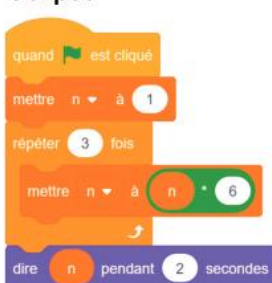 quand est cliqué
mettre n à 1
répéter 3 fois
mettre n à n * 6
dire n pendant 2 secondes